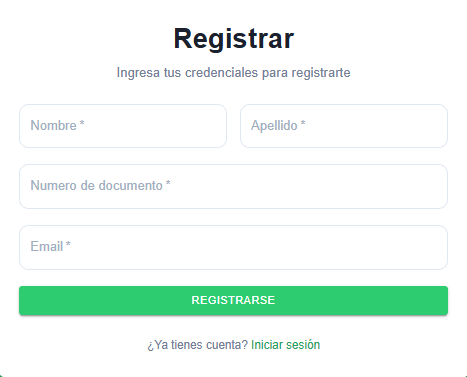 Registrar
Ingresa tus credenciales para registrarte
Nombre *
Apellido *
Numero de documento *
Email *
REGISTRARSE
¿Ya tienes cuenta? Iniciar sesión